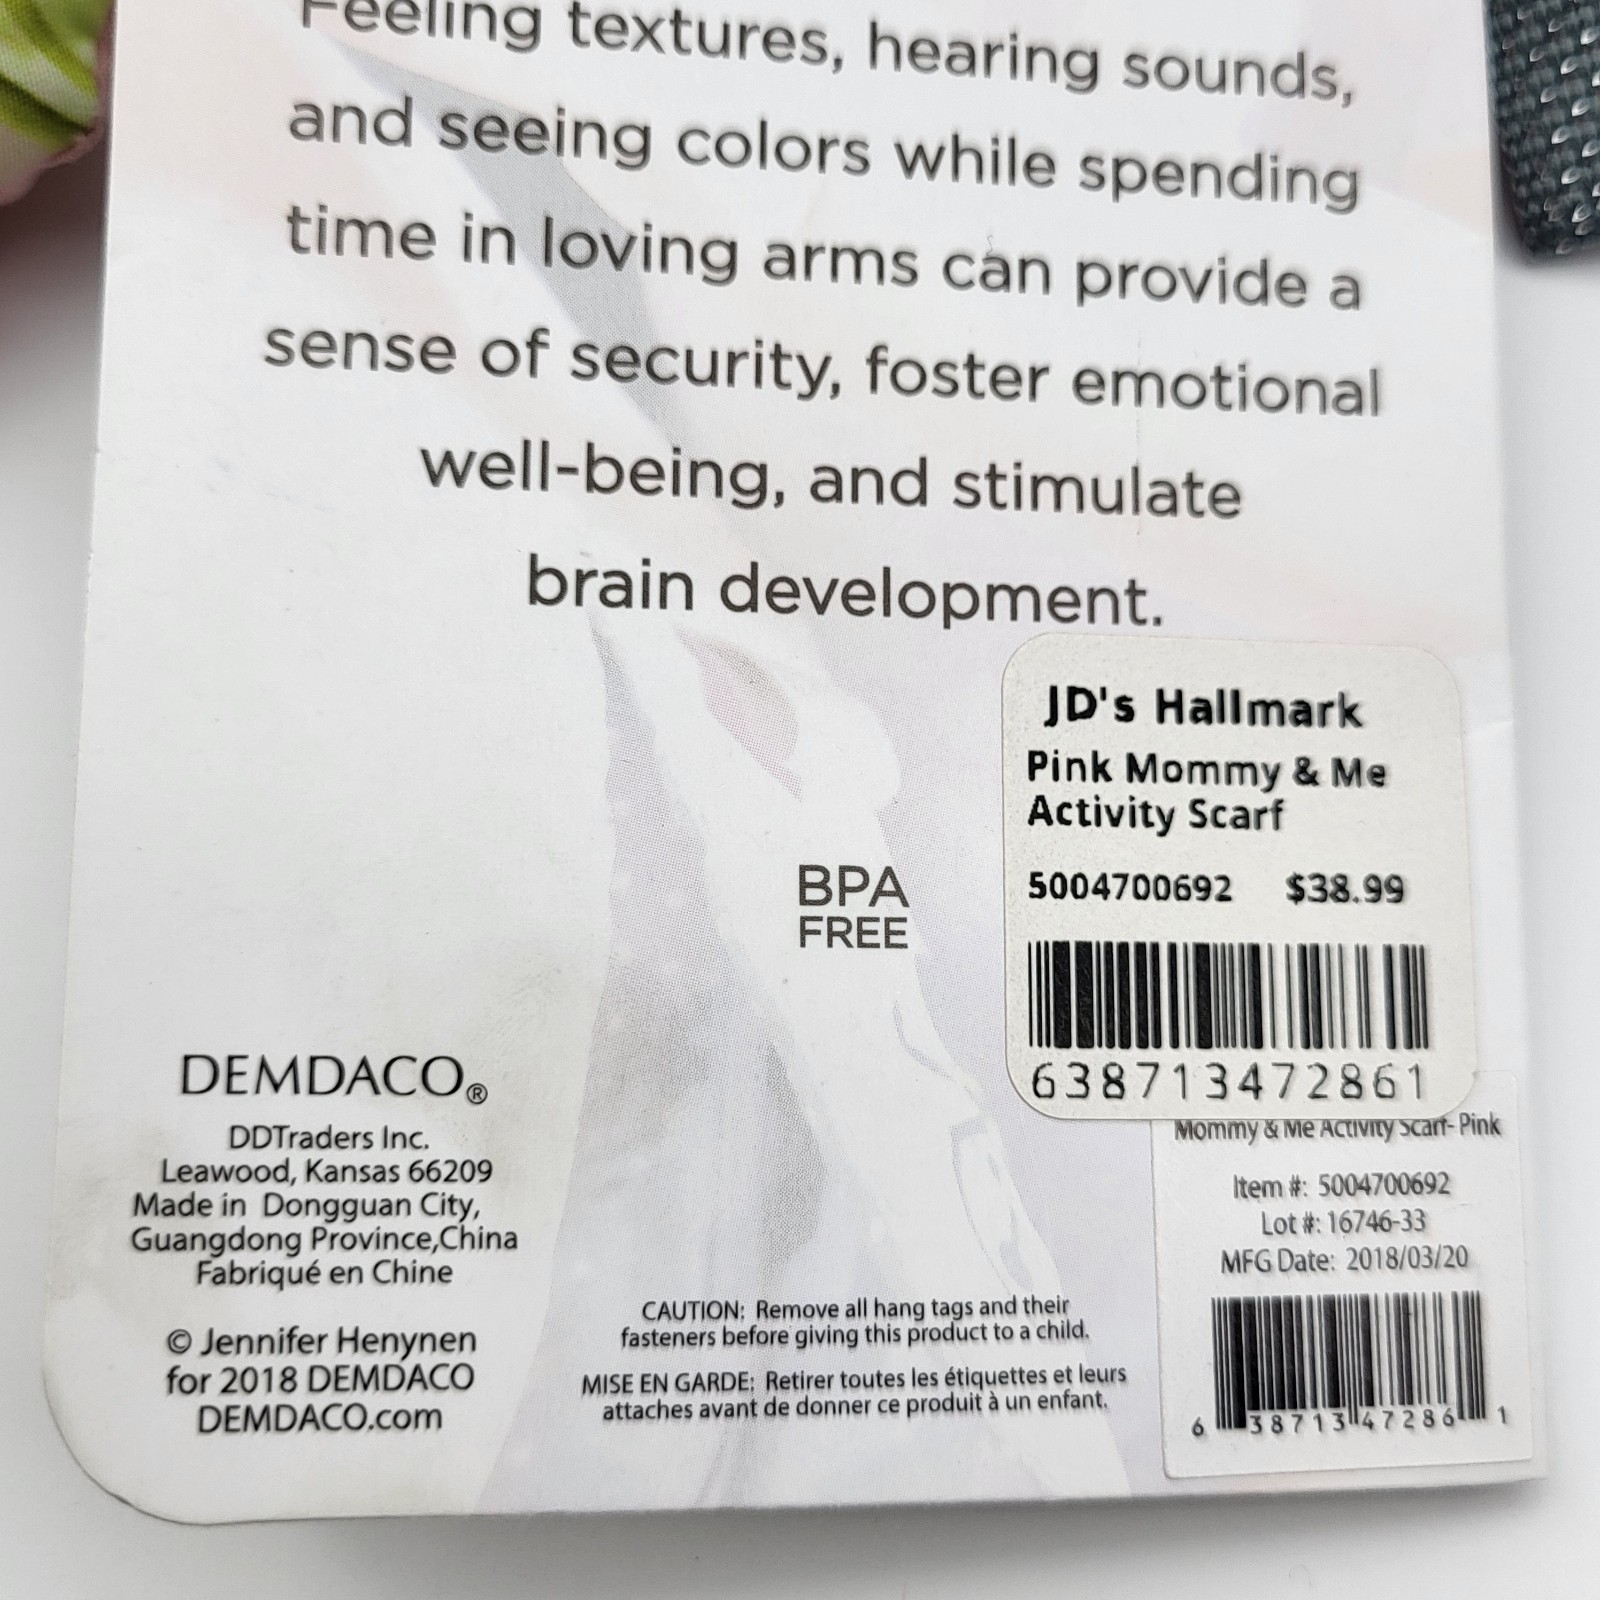 Feeling textures, hearing sounds,
and seeing colors while spending
time in loving arms can provide a
sense of security, foster emotional
well-being, and stimulate
brain development.
JD's Hallmark
Pink Mommy & Me
Activity Scarf
5004700692 $38.99
638713472861
BPA
FREE
DEMDACO®
DDTraders Inc.
Leawood, Kansas 66209
Made in Dongguan City,
Guangdong Province,China
Fabriqué en Chine
© Jennifer Henynen
for 2018 DEMDACO
DEMDACO.com
CAUTION: Remove all hang tags and their
fasteners before giving this product to a child.
MISE EN GARDE: Retirer toutes les étiquettes et leurs
attaches avant de donner ce produit à un enfant.
Mommy & Me Activity Scarf- Pink
Item #: 5004700692
Lot #: 16746-33
MFG Date: 2018/03/20
6 38713 47286 1